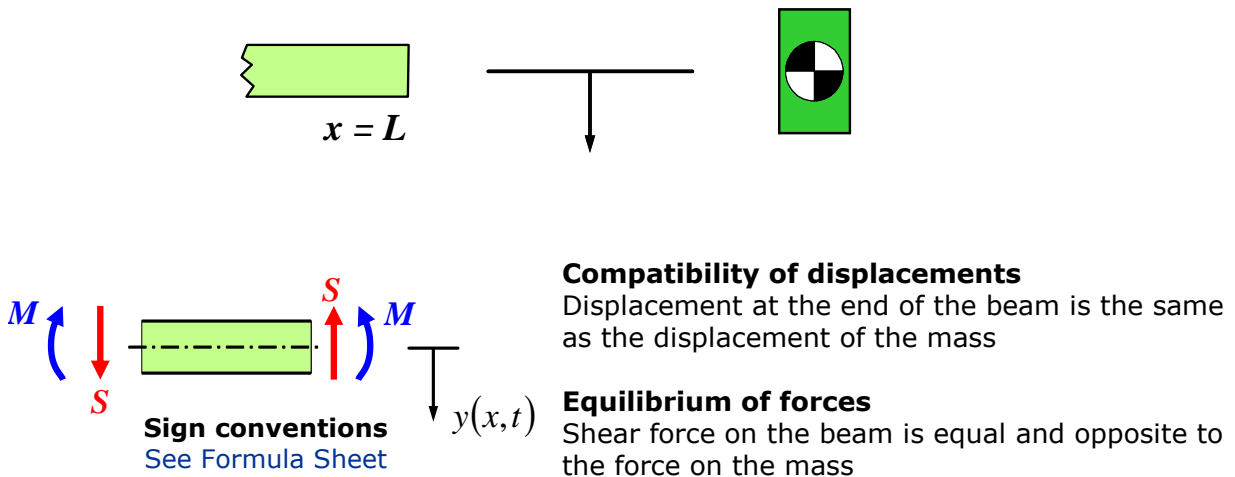 x = L
Compatibility of displacements
Displacement at the end of the beam is the same
as the displacement of the mass
M S S M
y(x,t)
Equilibrium of forces
Shear force on the beam is equal and opposite to
the force on the mass
Sign conventions
See Formula Sheet